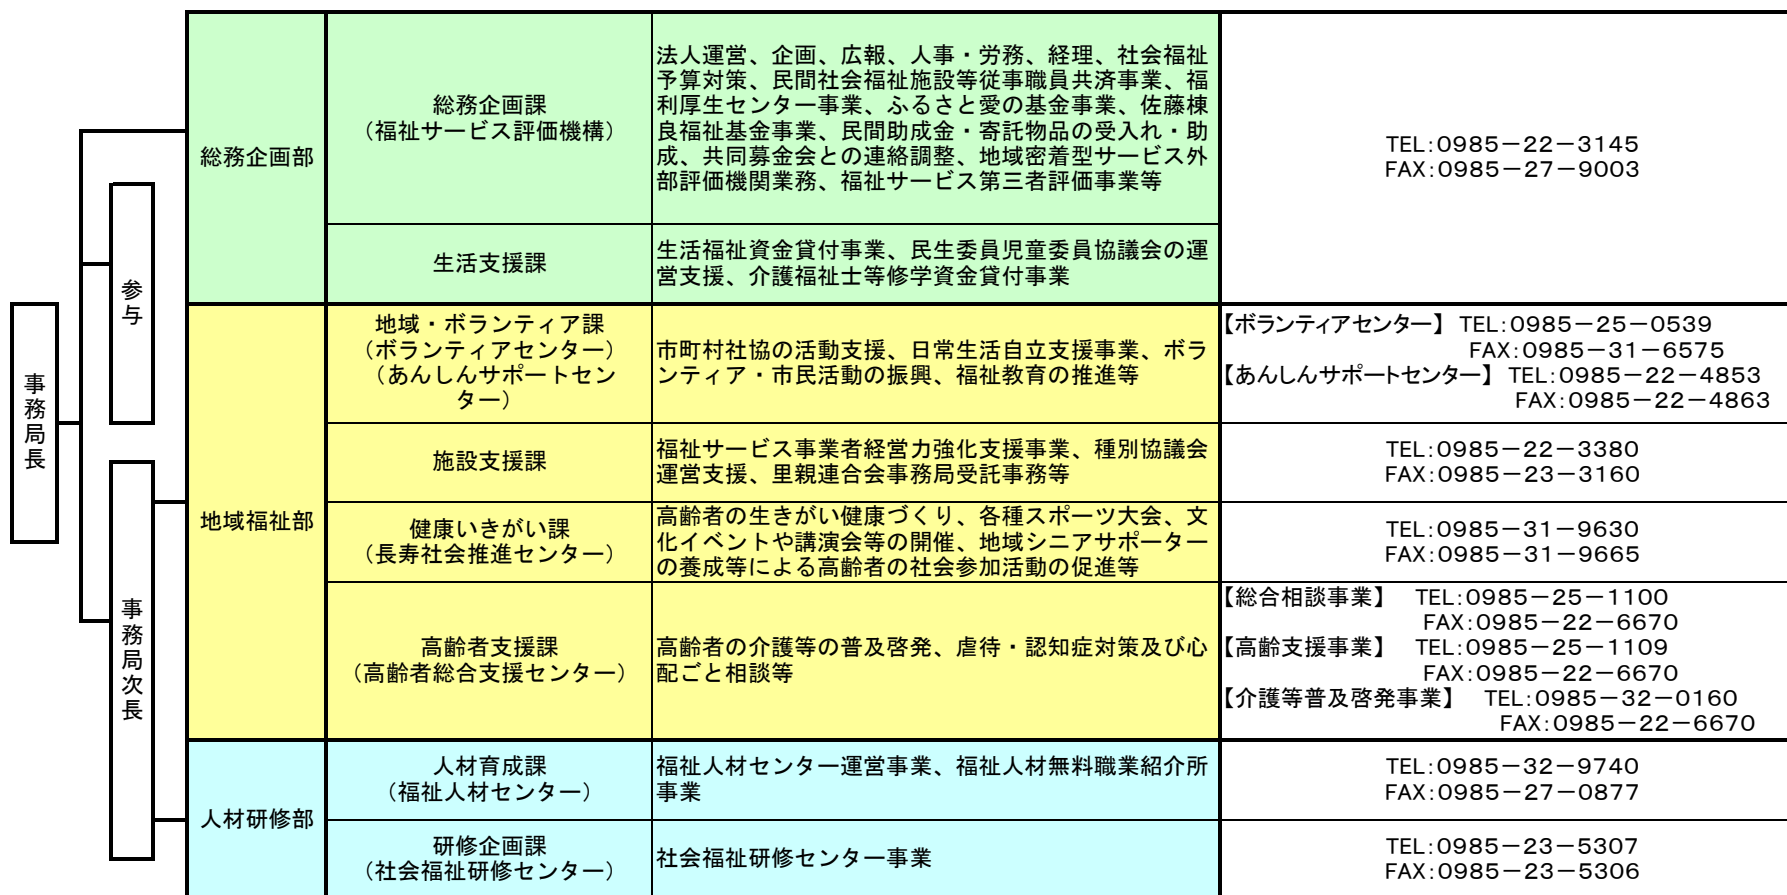 事務局長
参与
事務局次長
総務企画部
総務企画課
（福祉サービス評価機構）
法人運営、企画、広報、人事・労務、経理、社会福祉
予算対策、民間社会福祉施設等従事職員共済事業、福
利厚生センター事業、ふるさと愛の基金事業、佐藤棟
良福祉基金事業、民間助成金・寄託物品の受入れ・助
成、共同募金会との連絡調整、地域密着型サービス外
部評価機関業務、福祉サービス第三者評価事業等
TEL：0985－22－3145
FAX：0985－27－9003
生活支援課
生活福祉資金貸付事業、民生委員児童委員協議会の運
営支援、介護福祉士等修学資金貸付事業
地域福祉部
地域・ボランティア課
（ボランティアセンター）
（あんしんサポートセン
ター）
市町村社協の活動支援、日常生活自立支援事業、ボラ
ンティア・市民活動の振興、福祉教育の推進等
【ボランティアセンター】 TEL：0985－25－0539
FAX：0985－31－6575
【あんしんサポートセンター】 TEL：0985－22－4853
FAX：0985－22－4863
施設支援課
福祉サービス事業者経営力強化支援事業、種別協議会
運営支援、里親連合会事務局受託事務等
TEL：0985－22－3380
FAX：0985－23－3160
健康いきがい課
（長寿社会推進センター）
高齢者の生きがい健康づくり、各種スポーツ大会、文
化イベントや講演会等の開催、地域シニアサポーター
の養成等による高齢者の社会参加活動の促進等
TEL：0985－31－9630
FAX：0985－31－9665
高齢者支援課
（高齢者総合支援センター）
高齢者の介護等の普及啓発、虐待・認知症対策及び心
配ごと相談等
【総合相談事業】 TEL：0985－25－1100
FAX：0985－22－6670
【高齢支援事業】 TEL：0985－25－1109
FAX：0985－22－6670
【介護等普及啓発事業】 TEL：0985－32－0160
FAX：0985－22－6670
人材研修部
人材育成課
（福祉人材センター）
福祉人材センター運営事業、福祉人材無料職業紹介所
事業
TEL：0985－32－9740
FAX：0985－27－0877
研修企画課
（社会福祉研修センター）
社会福祉研修センター事業
TEL：0985－23－5307
FAX：0985－23－5306